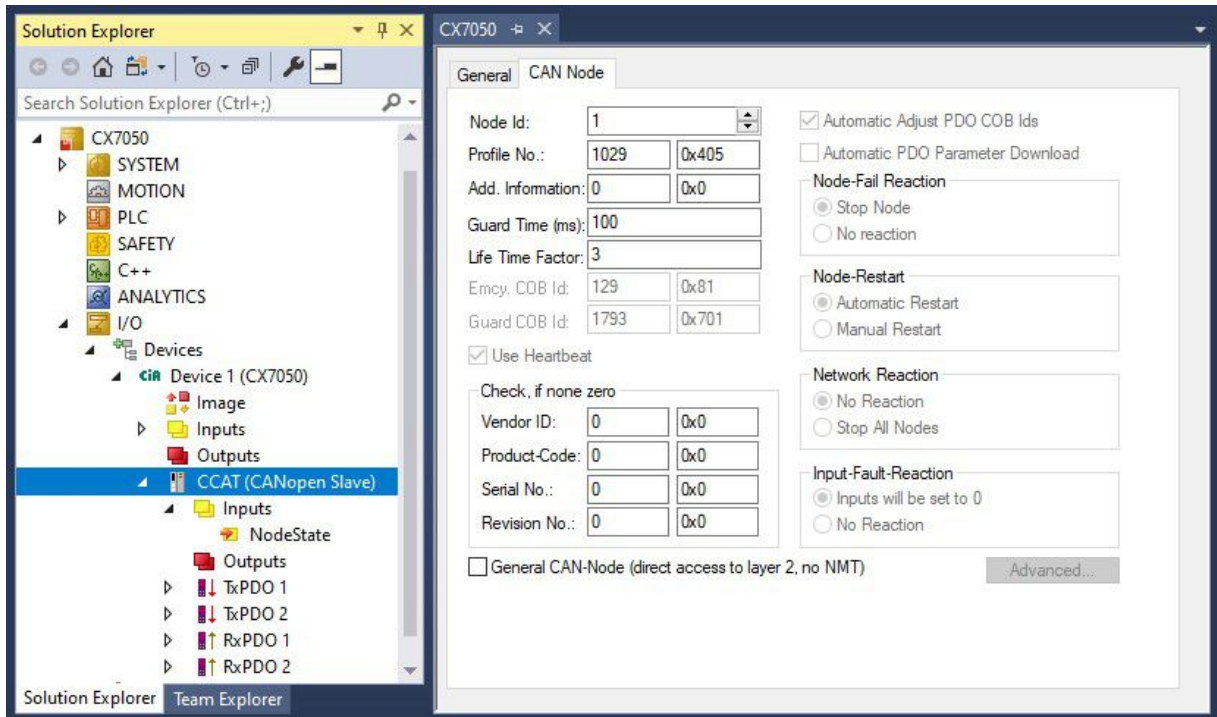 Solution Explorer
Search Solution Explorer (Ctrl+;)
CX7050
SYSTEM
MOTION
PLC
SAFETY
C++
ANALYTICS
I/O
Devices
CiA Device 1 (CX7050)
Image
Inputs
Outputs
CCAT (CANopen Slave)
Inputs
NodeState
Outputs
TxPDO 1
TxPDO 2
RxPDO 1
RxPDO 2
Solution Explorer Team Explorer
CX7050
General CAN Node
Node Id: 1
Profile No.: 1029 0x405
Add. Information: 0 0x0
Guard Time (ms): 100
Life Time Factor: 3
Emcy. COB Id: 129 0x81
Guard COB Id: 1793 0x701
Use Heartbeat
Check, if none zero
Vendor ID: 0 0x0
Product-Code: 0 0x0
Serial No.: 0 0x0
Revision No.: 0 0x0
General CAN-Node (direct access to layer 2, no NMT)
Automatic Adjust PDO COB Ids
Automatic PDO Parameter Download
Node-Fail Reaction
Stop Node
No reaction
Node-Restart
Automatic Restart
Manual Restart
Network Reaction
No Reaction
Stop All Nodes
Input-Fault-Reaction
Inputs will be set to 0
No Reaction
Advanced...